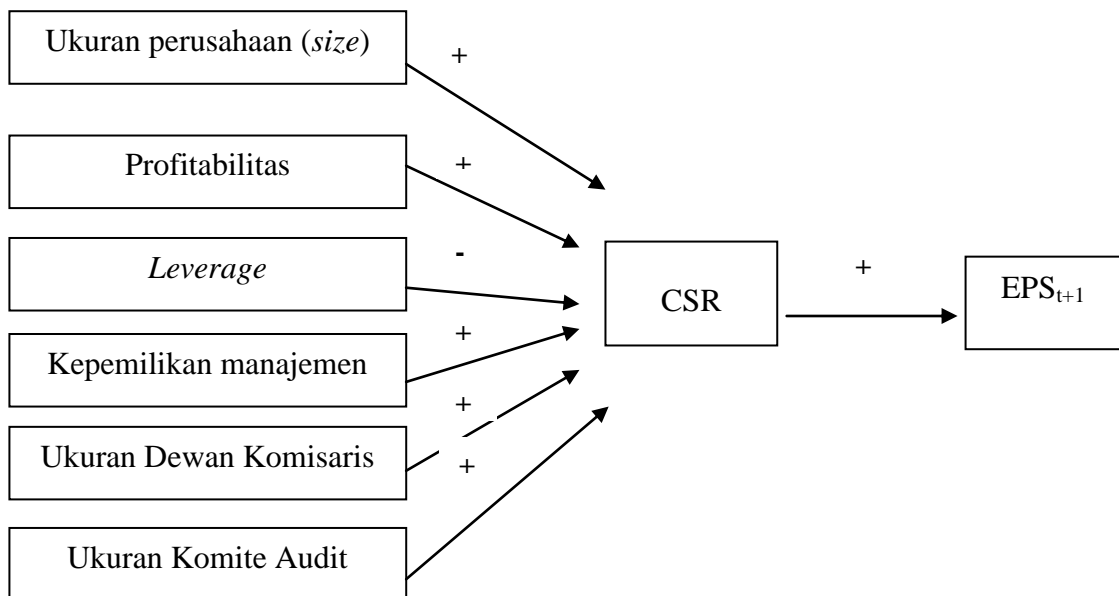 Ukuran perusahaan (size)
+
Profitabilitas
+
Leverage
-
Kepemilikan manajemen
+
Ukuran Dewan Komisaris
+
Ukuran Komite Audit
+
CSR
+
EPSt+1